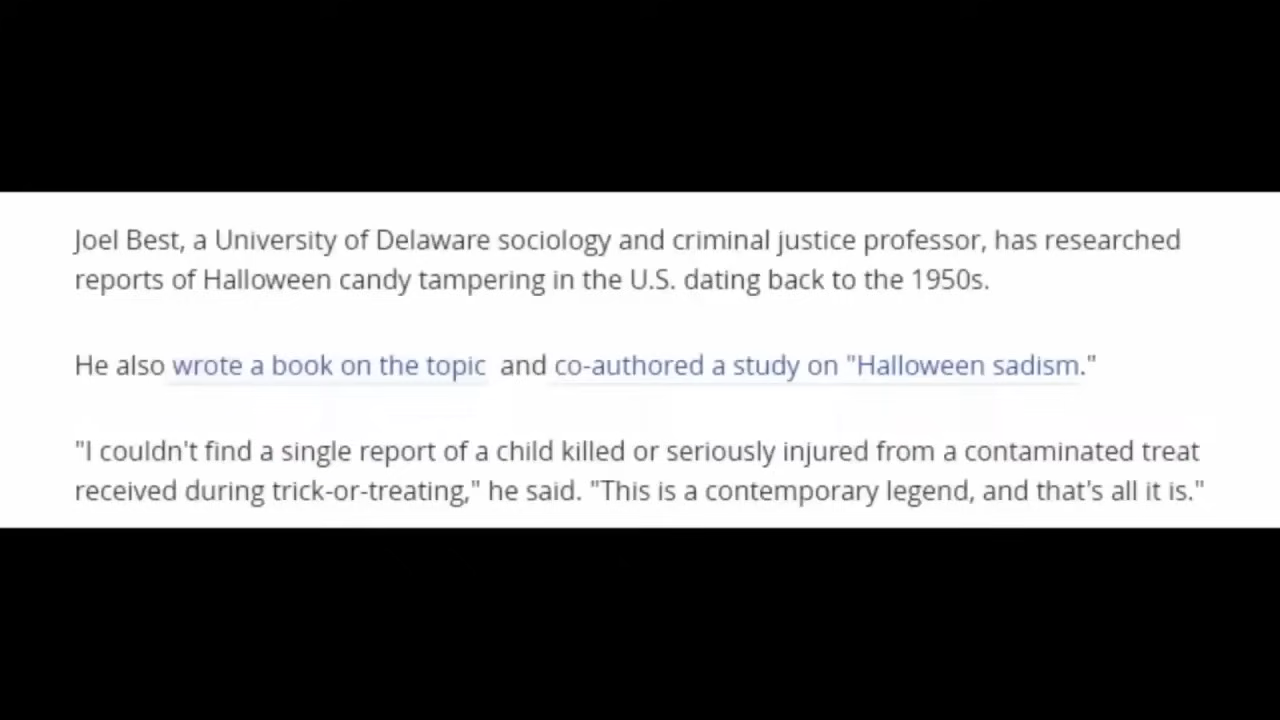 Joel Best, a University of Delaware sociology and criminal justice professor, has researched
reports of Halloween candy tampering in the U.S. dating back to the 1950s.
He also wrote a book on the topic and co-authored a study on "Halloween sadism."
"I couldn't find a single report of a child killed or seriously injured from a contaminated treat
received during trick-or-treating," he said. "This is a contemporary legend, and that's all it is."